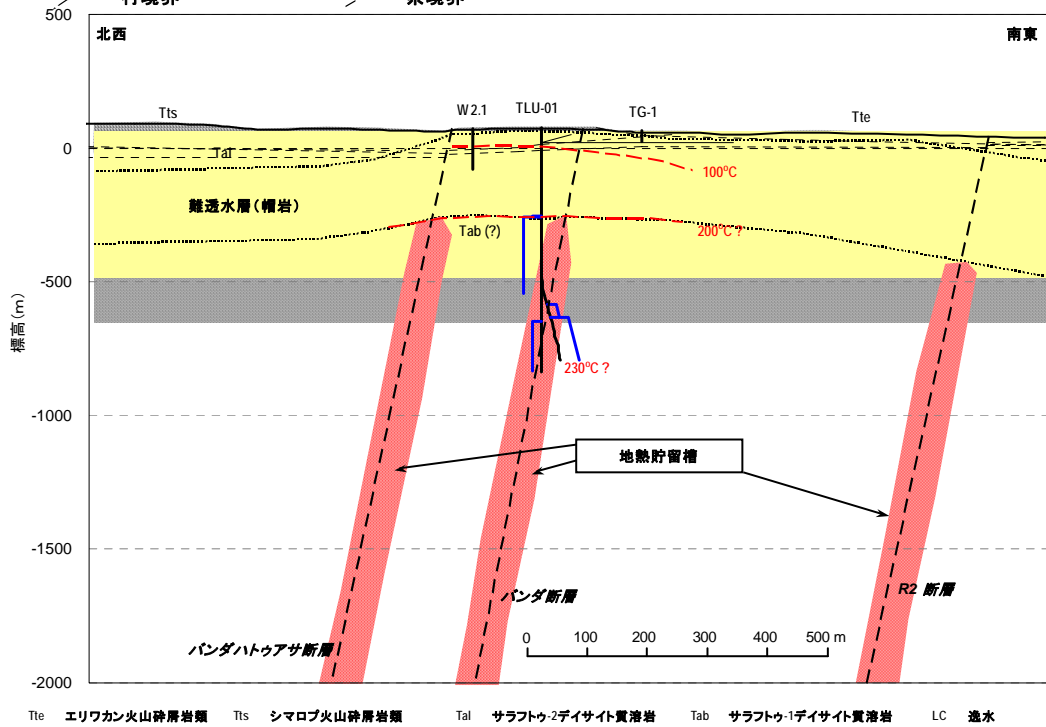 500
北西
南東
Tts
W 2.1
TLU-01
TG-1
Tte
0
Tal
100°C
難透水層(帽岩)
Tab (?)
200°C ?
-500
標高(m)
230°C ?
-1000
地熱貯留槽
-1500
バンダ断層
R2 断層
0 100 200 300 400 500 m
バンダハトゥアサ断層
-2000
Tte エリワカン火山砕屑岩類 Tts シマロプ火山砕屑岩類 Tal サラフトゥ-2デイサイト質溶岩 Tab サラフトゥ-1デイサイト質溶岩 LC 逸水